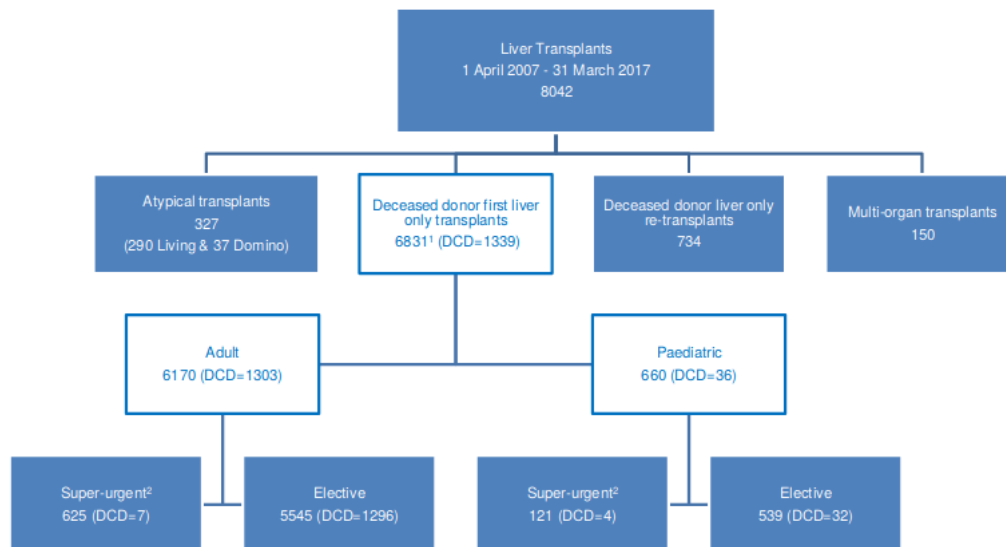 Liver Transplants
1 April 2007 - 31 March 2017
8042
Atypical transplants
327
(290 Living & 37 Domino)
Deceased donor first liver
only transplants
6831¹ (DCD=1339)
Deceased donor liver only
re-transplants
734
Multi-organ transplants
150
Adult
6170 (DCD=1303)
Paediatric
660 (DCD=36)
Super-urgent²
625 (DCD=7)
Elective
5545 (DCD=1296)
Super-urgent²
121 (DCD=4)
Elective
539 (DCD=32)